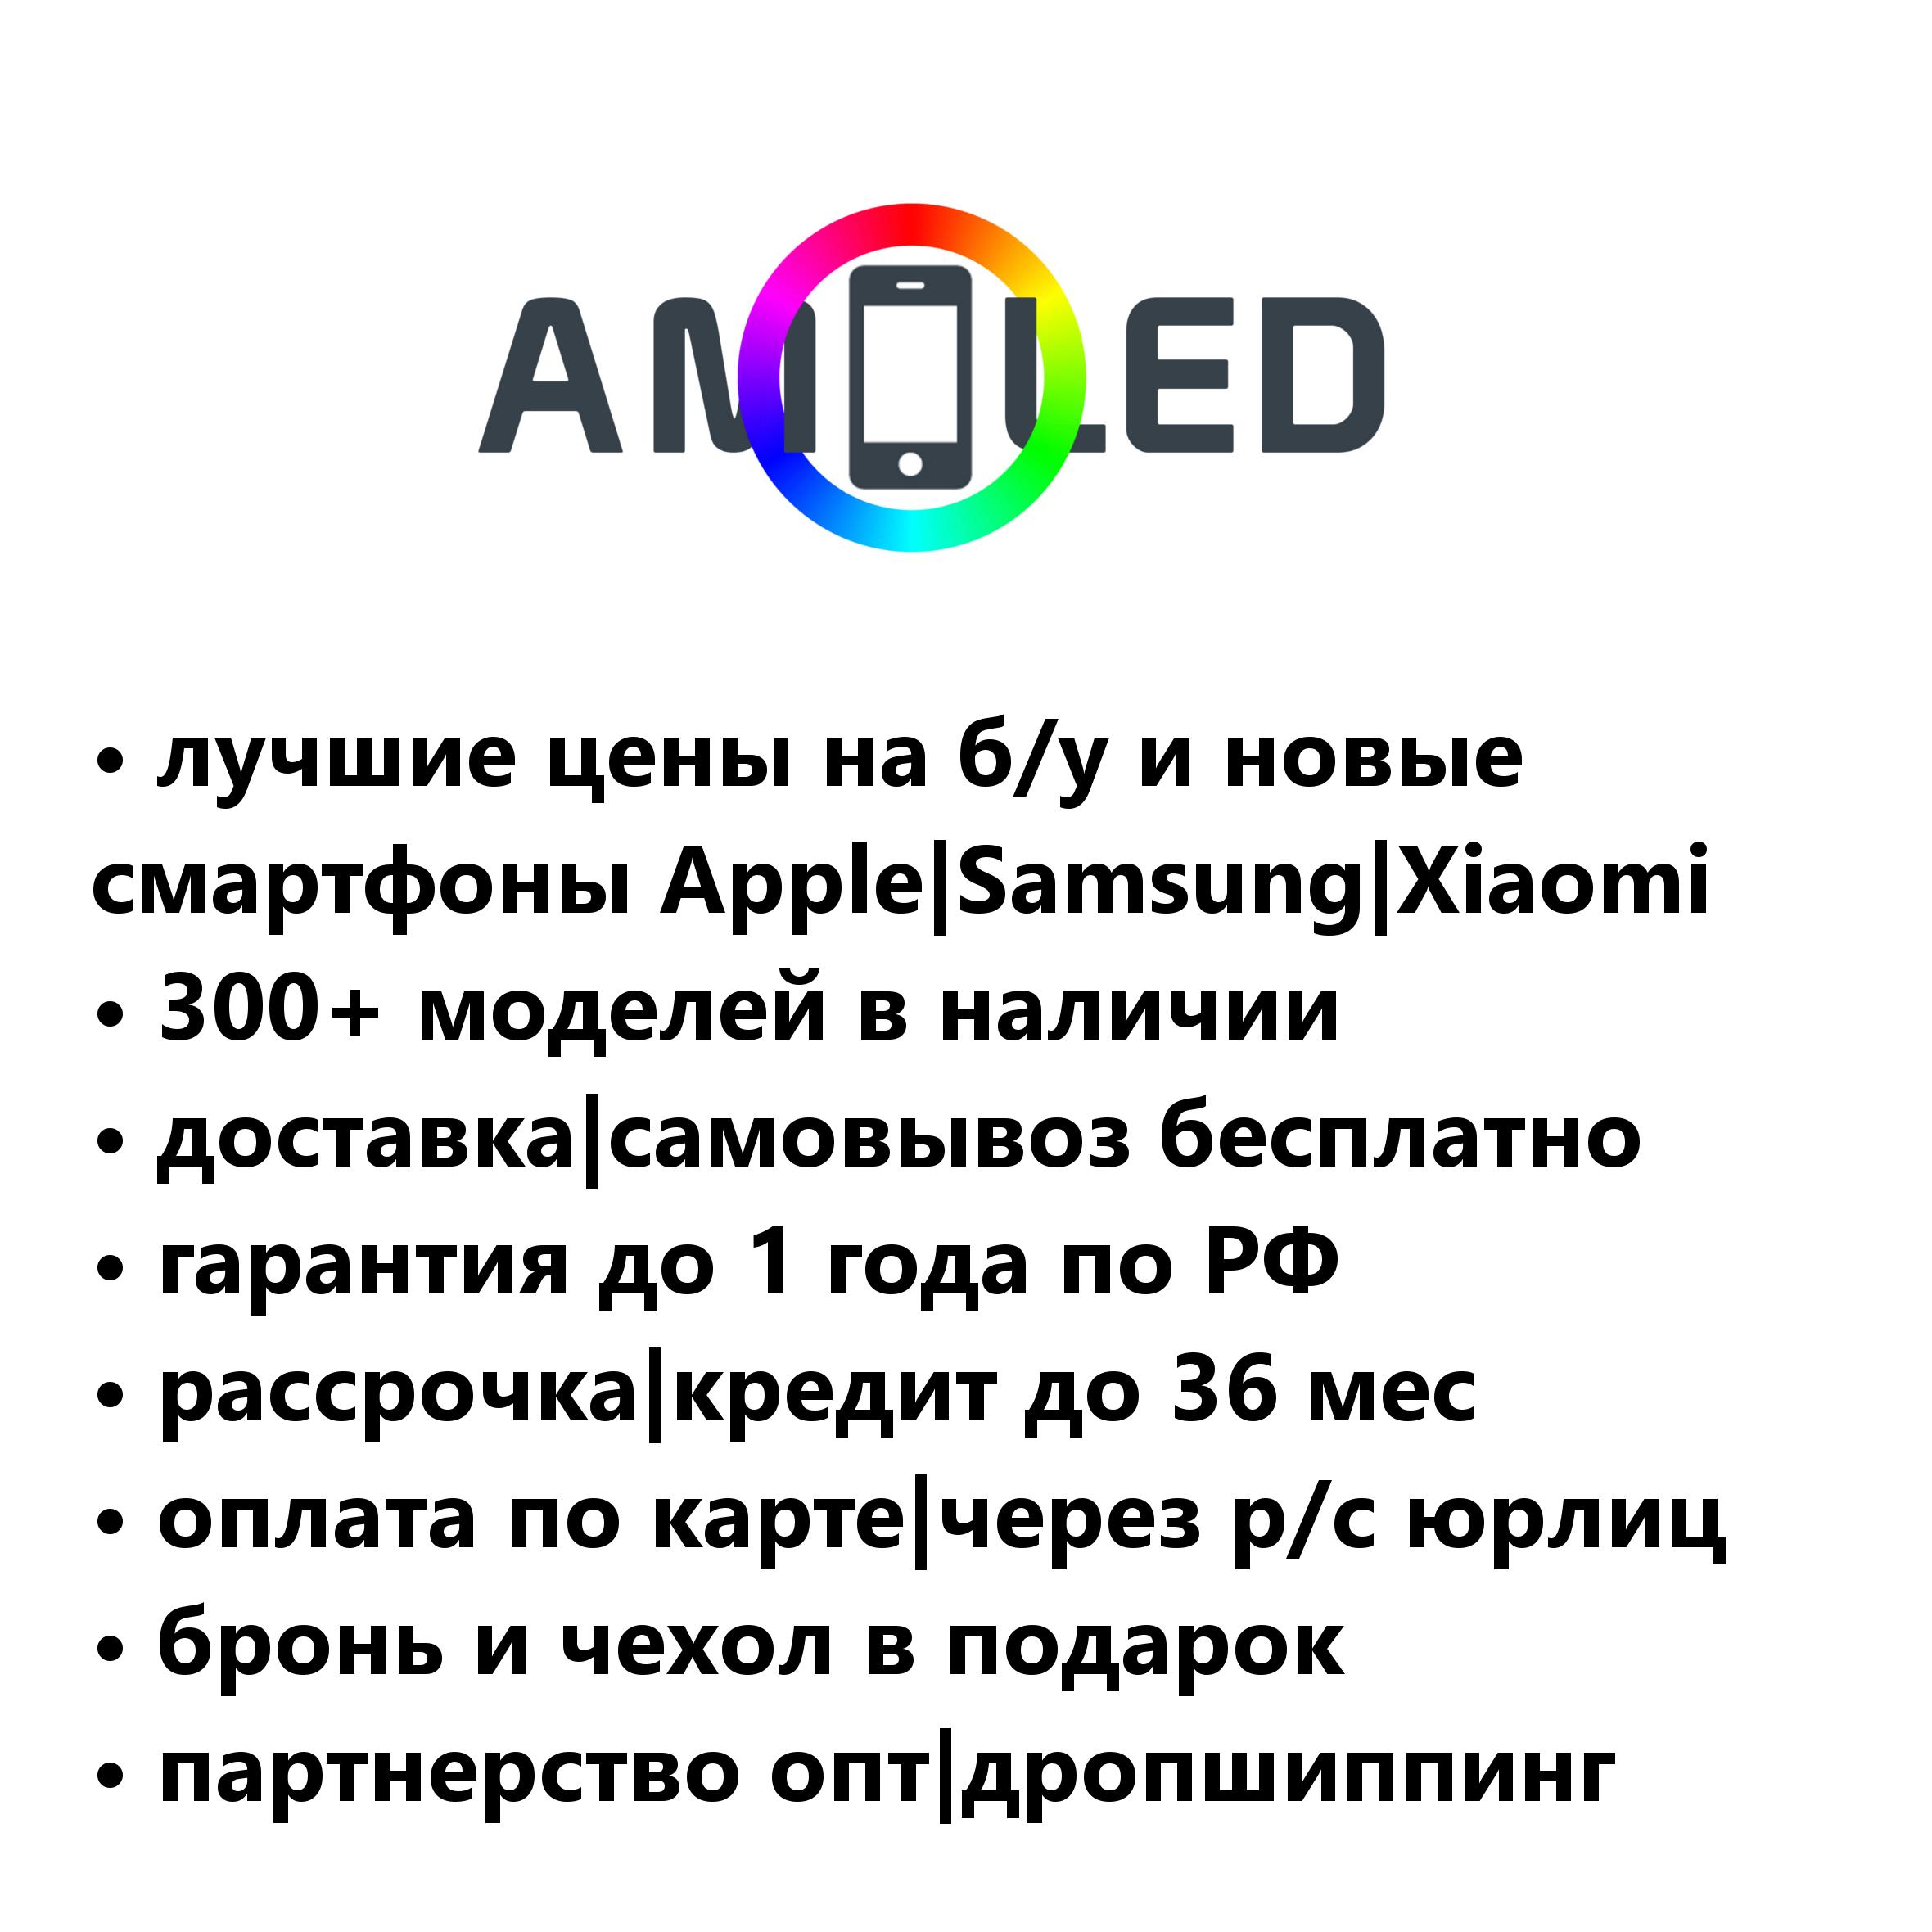 AMOLED
• лучшие цены на б/у и новые
смартфоны Apple|Samsung|Xiaomi
• 300+ моделей в наличии
• доставка|самовывоз бесплатно
• гарантия до 1 года по РФ
• рассрочка|кредит до 36 мес
• оплата по карте|через р/с юрлиц
• бронь и чехол в подарок
• партнерство опт|дропшиппинг